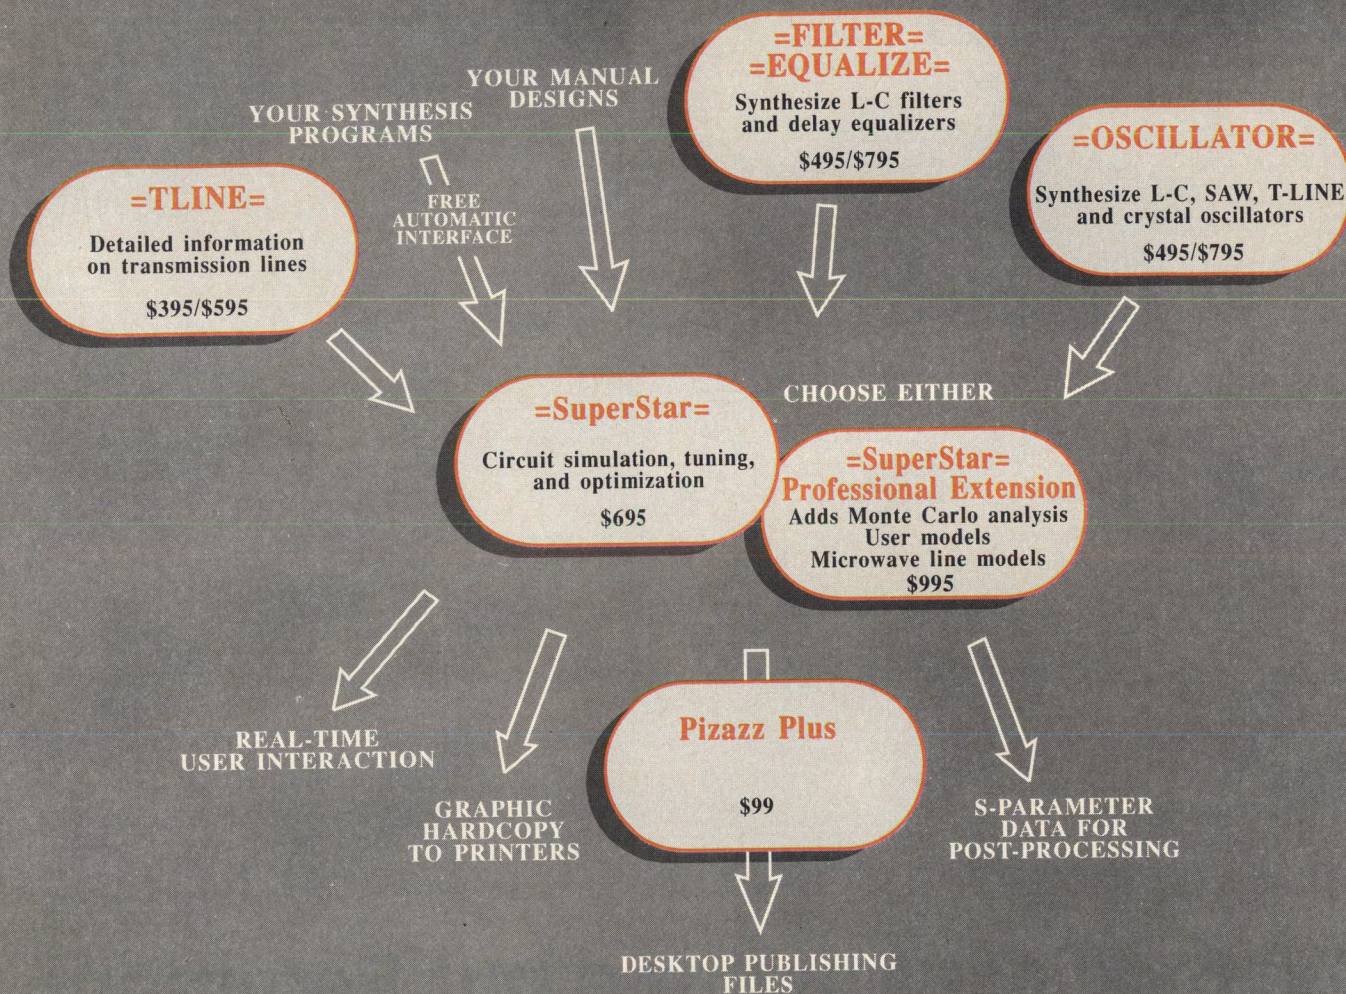 =FILTER=
=EQUALIZE=
Synthesize L-C filters
and delay equalizers
$495/$795
YOUR MANUAL
DESIGNS
YOUR SYNTHESIS
PROGRAMS
FREE
AUTOMATIC
INTERFACE
=OSCILLATOR=
Synthesize L-C, SAW, T-LINE
and crystal oscillators
$495/$795
=TLINE=
Detailed information
on transmission lines
$395/$595
=SuperStar=
Circuit simulation, tuning,
and optimization
$695
CHOOSE EITHER
=SuperStar=
Professional Extension
Adds Monte Carlo analysis
User models
Microwave line models
$995
REAL-TIME
USER INTERACTION
GRAPHIC
HARDCOPY
TO PRINTERS
Pizazz Plus
$99
S-PARAMETER
DATA FOR
POST-PROCESSING
DESKTOP PUBLISHING
FILES